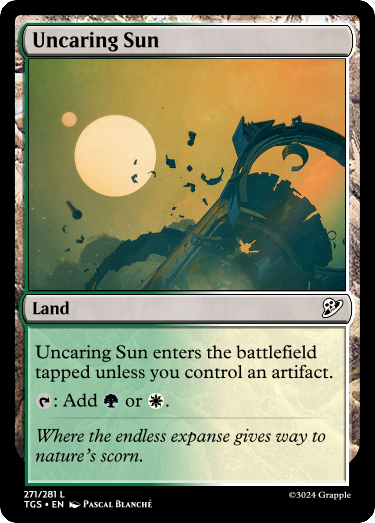 Uncaring Sun
Land
Uncaring Sun enters the battlefield
tapped unless you control an artifact.
: Add or .
Where the endless expanse gives way to
nature's scorn.
271/281 L
TGS • EN Pascal Blanché
©3024 Grapple